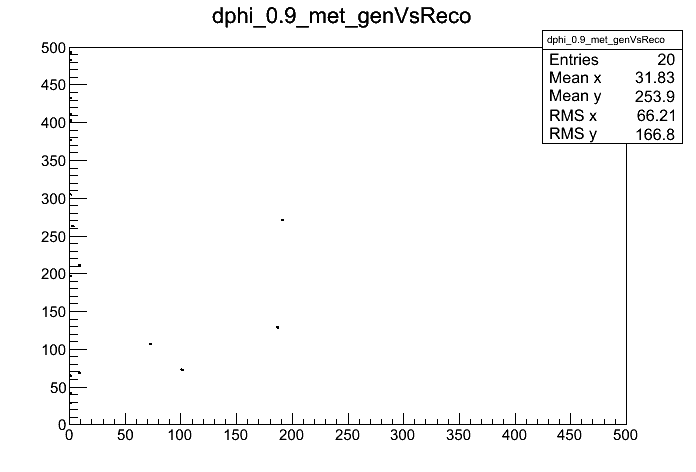 dphi_0.9_met_genVsReco
dphi_0.9_met_genVsReco
Entries 20
Mean x 31.83
Mean y 253.9
RMS x 66.21
RMS y 166.8
500
450
400
350
300
250
200
150
100
50
0
0 50 100 150 200 250 300 350 400 450 500